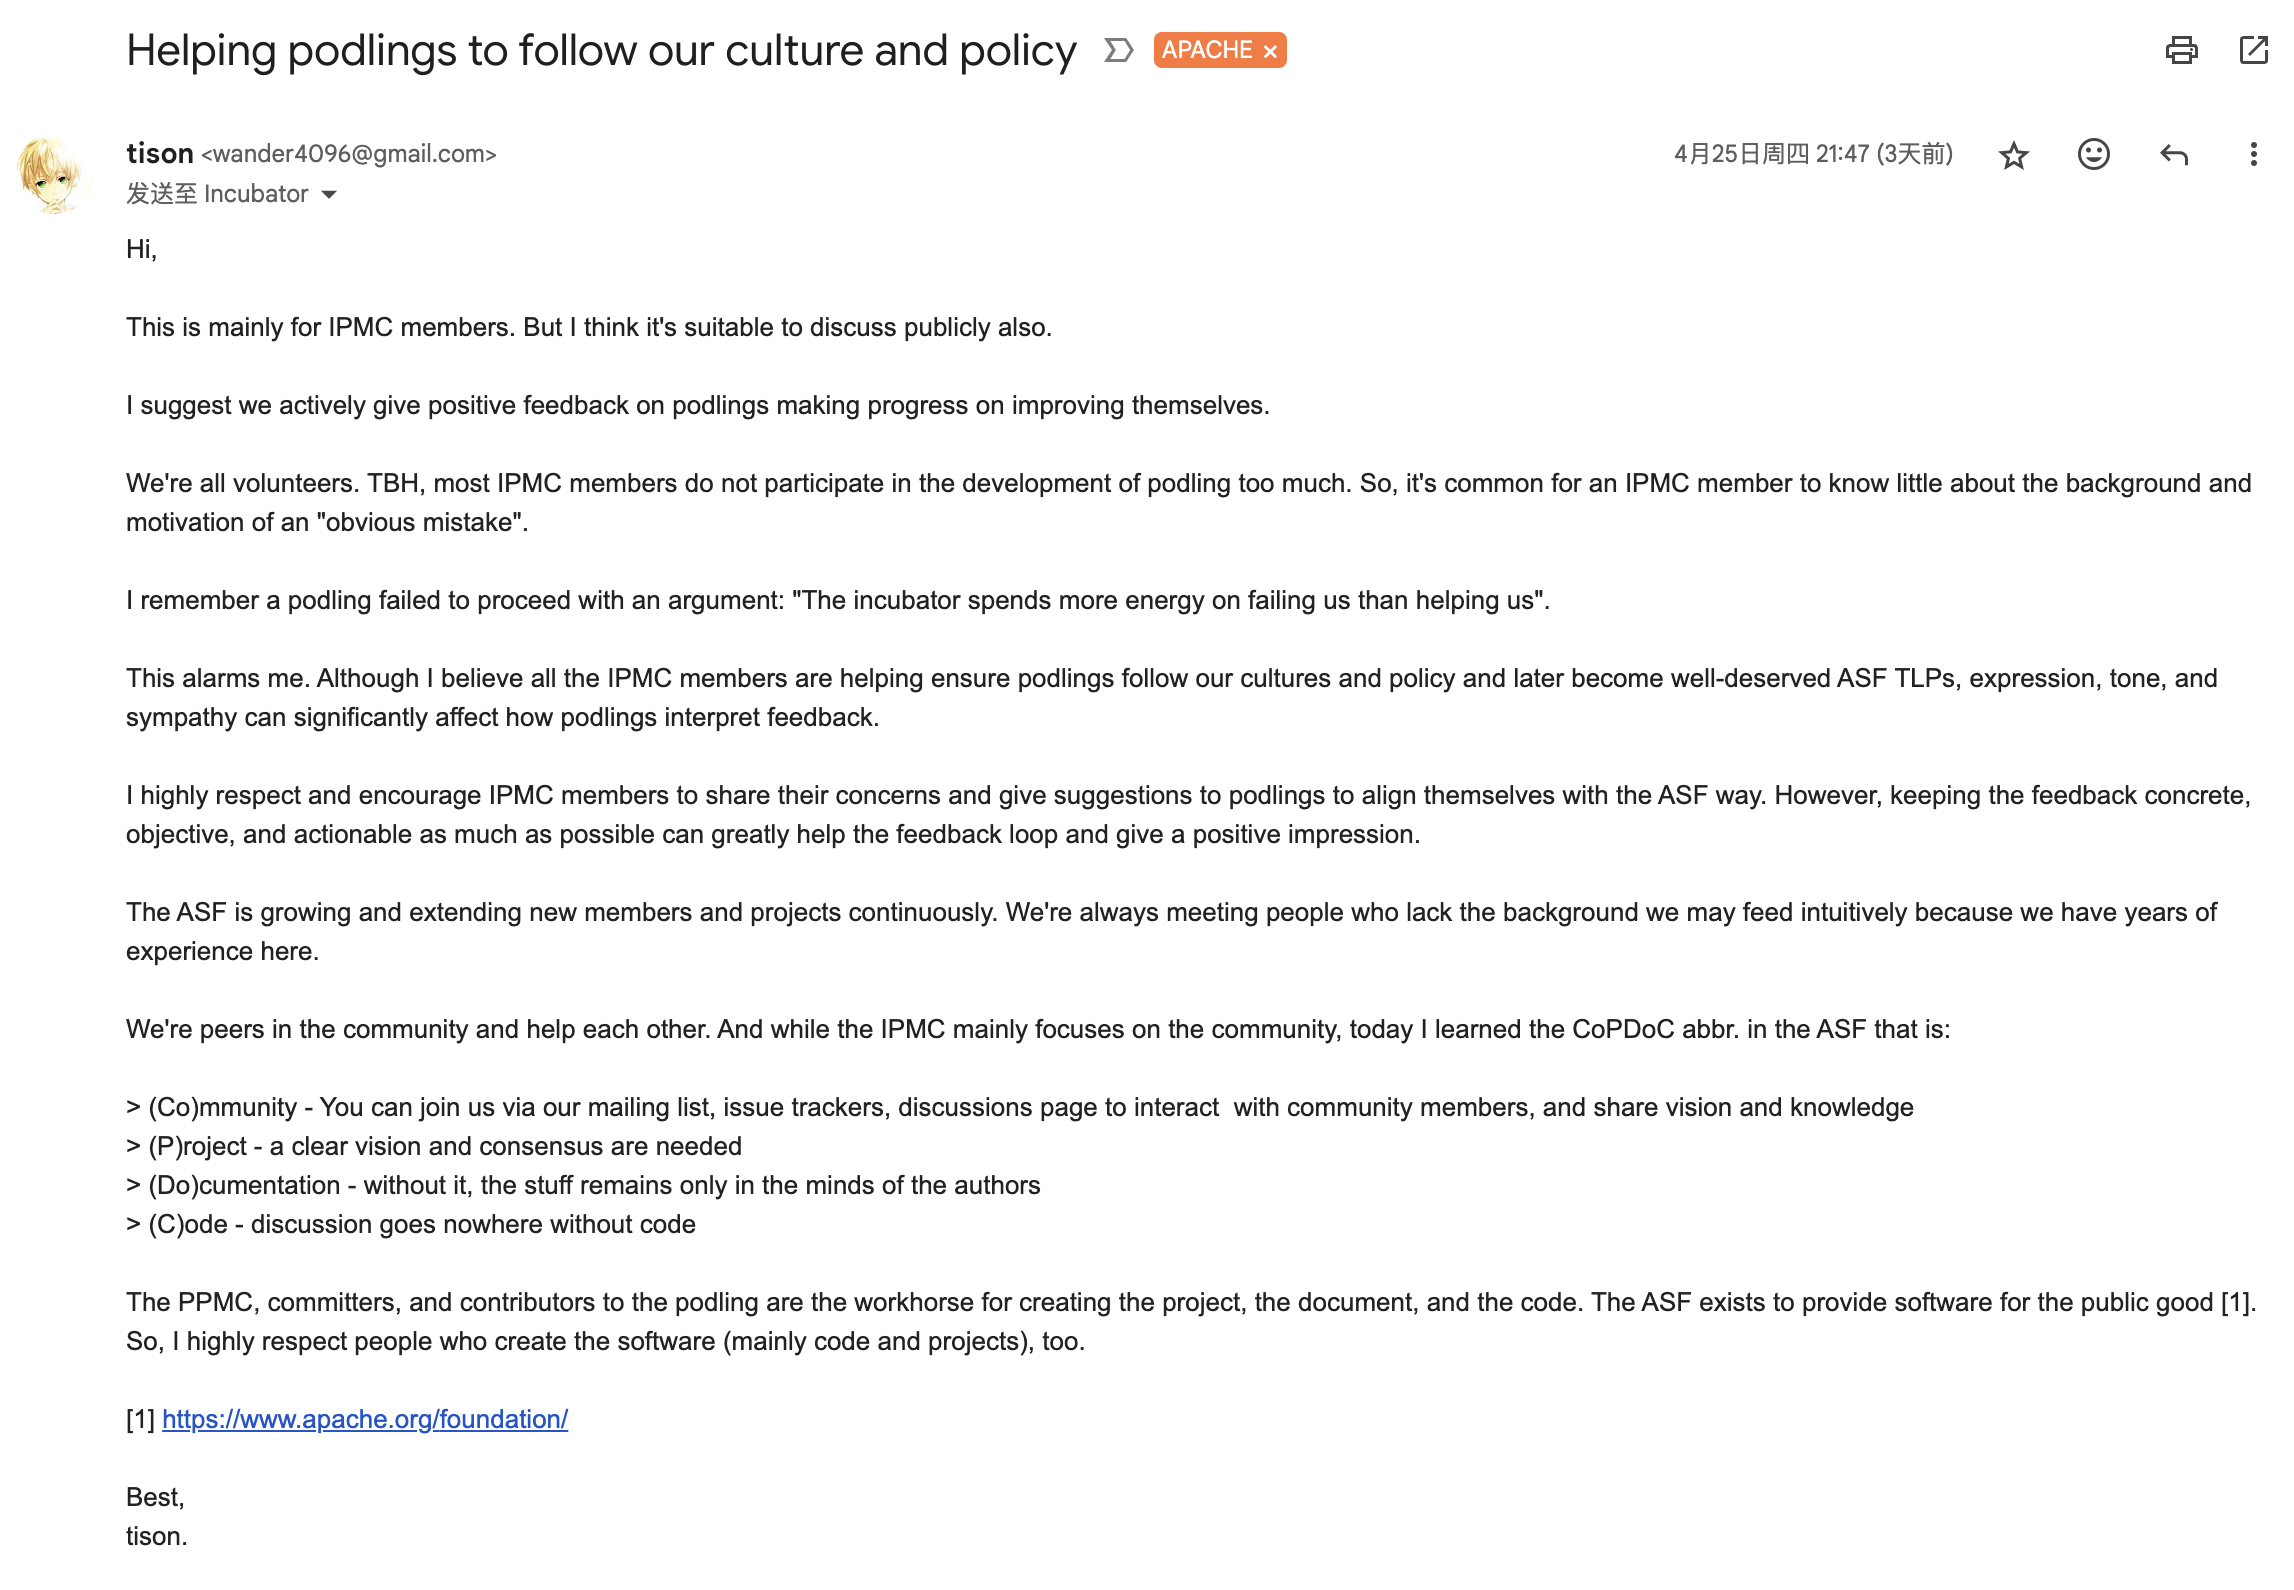 Helping podlings to follow our culture and policy APACHE ×
tison <wander4096@gmail.com> 4月25日周四 21:47 (3天前)
发送至 Incubator
Hi,
This is mainly for IPMC members. But I think it's suitable to discuss publicly also.
I suggest we actively give positive feedback on podlings making progress on improving themselves.
We're all volunteers. TBH, most IPMC members do not participate in the development of podling too much. So, it's common for an IPMC member to know little about the background and
motivation of an "obvious mistake".
I remember a podling failed to proceed with an argument: "The incubator spends more energy on failing us than helping us".
This alarms me. Although I believe all the IPMC members are helping ensure podlings follow our cultures and policy and later become well-deserved ASF TLPs, expression, tone, and
sympathy can significantly affect how podlings interpret feedback.
I highly respect and encourage IPMC members to share their concerns and give suggestions to podlings to align themselves with the ASF way. However, keeping the feedback concrete,
objective, and actionable as much as possible can greatly help the feedback loop and give a positive impression.
The ASF is growing and extending new members and projects continuously. We're always meeting people who lack the background we may feed intuitively because we have years of
experience here.
We're peers in the community and help each other. And while the IPMC mainly focuses on the community, today I learned the CoPDoC abbr. in the ASF that is:
> (Co)mmunity - You can join us via our mailing list, issue trackers, discussions page to interact  with community members, and share vision and knowledge
> (P)roject - a clear vision and consensus are needed
> (Do)cumentation - without it, the stuff remains only in the minds of the authors
> (C)ode - discussion goes nowhere without code
The PPMC, committers, and contributors to the podling are the workhorse for creating the project, the document, and the code. The ASF exists to provide software for the public good [1].
So, I highly respect people who create the software (mainly code and projects), too.
[1] https://www.apache.org/foundation/
Best,
tison.